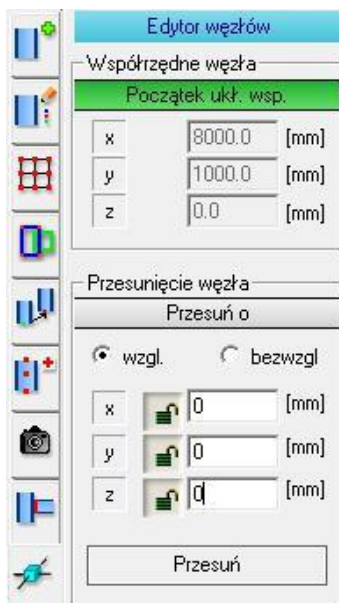 Edytor węzłów
Współrzędne węzła
Początek ukł. wsp.
x 8000.0 [mm]
y 1000.0 [mm]
z 0.0 [mm]
Przesunięcie węzła
Przesuń o
wzgl. bezwzgl
x 0 [mm]
y 0 [mm]
z 0 [mm]
Przesuń